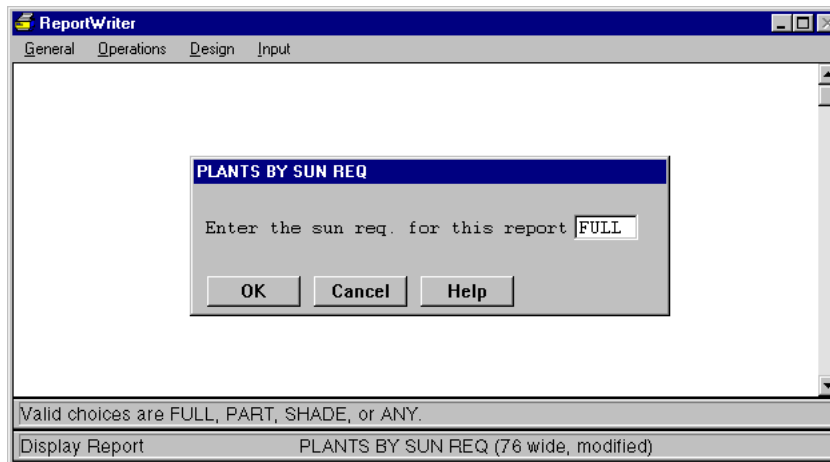 ReportWriter
General Operations Design Input
PLANTS BY SUN REQ
Enter the sun req. for this report FULL
OK Cancel Help
Valid choices are FULL, PART, SHADE, or ANY.
Display Report PLANTS BY SUN REQ (76 wide, modified)